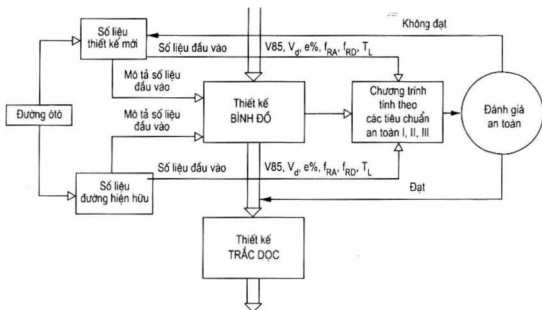 Số liệu
thiết kế mới
Số liệu đầu vào
V85, Vd, e%, fRA, fRD, TL
Không đạt
Mô tả số liệu
đầu vào
Đường ôtô
Thiết kế
BÌNH ĐỒ
Chương trình
tính theo
các tiêu chuẩn
an toàn I, II, III
Đánh giá
an toàn
Mô tả số liệu
đầu vào
Số liệu đầu vào
V85, Vd, e%, fRA, fRD, TL
Số liệu
đường hiện hữu
Đạt
Thiết kế
TRẮC DỌC